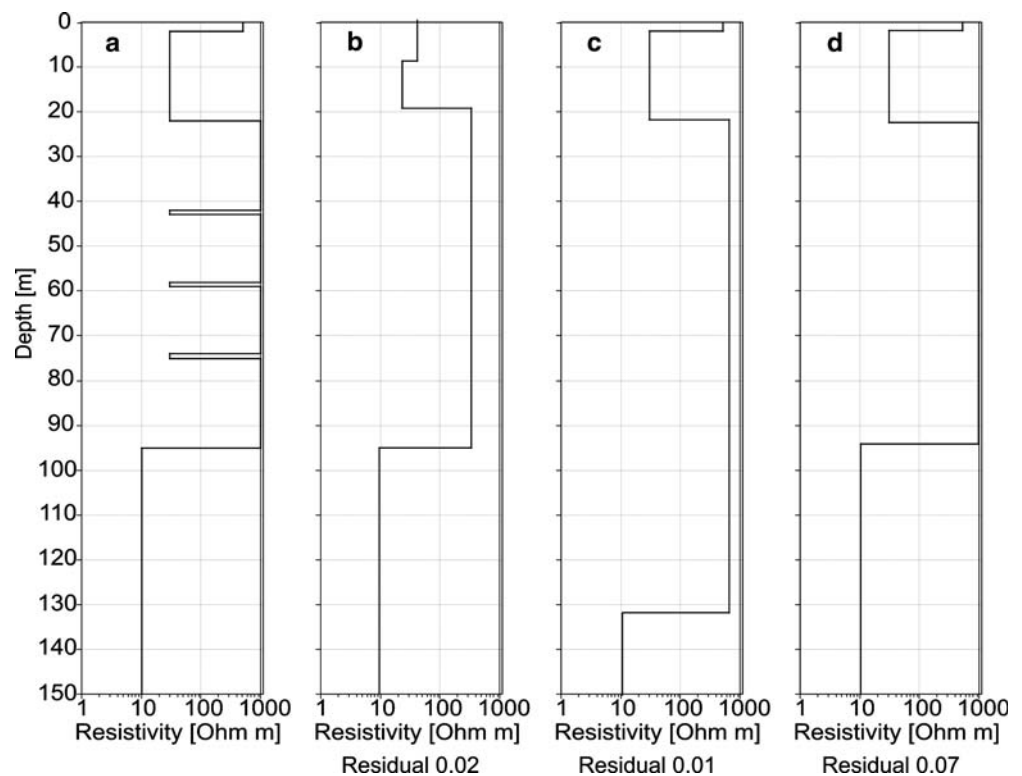 a
b
c
d
0
10
20
30
40
50
60
70
80
90
100
110
120
130
140
150
Depth [m]
1 10 100 1000
1 10 100 1000
1 10 100 1000
1 10 100 1000
Resistivity [Ohm m]
Resistivity [Ohm m]
Resistivity [Ohm m]
Resistivity [Ohm m]
Residual 0.02
Residual 0.01
Residual 0.07